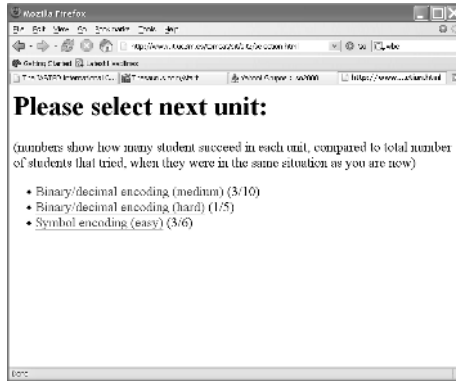 Mozilla Firefox
Getting Started Latest Headlines
Please select next unit:
(numbers show how many student succeed in each unit, compared to total number
of students that tried, when they were in the same situation as you are now)
• Binary/decimal encoding (medium) (3/10)
• Binary/decimal encoding (hard) (1/5)
• Symbol encoding (easy) (3/6)
Done